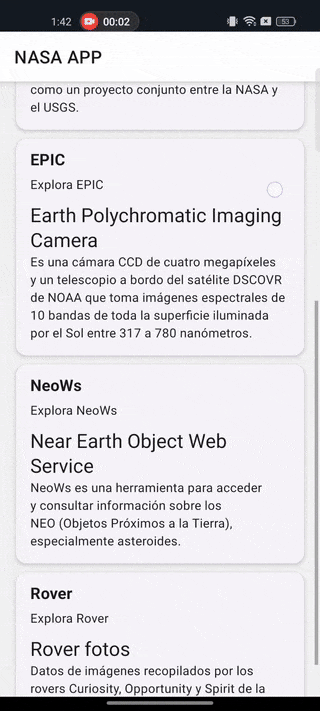 1:42 00:02 53
NASA APP
como un proyecto conjunto entre la NASA y
el USGS.
EPIC
Explora EPIC
Earth Polychromatic Imaging
Camera
Es una cámara CCD de cuatro megapíxeles
y un telescopio a bordo del satélite DSCOVR
de NOAA que toma imágenes espectrales de
10 bandas de toda la superficie iluminada
por el Sol entre 317 a 780 nanómetros.
NeoWs
Explora NeoWs
Near Earth Object Web
Service
NeoWs es una herramienta para acceder
y consultar información sobre los
NEO (Objetos Próximos a la Tierra),
especialmente asteroides.
Rover
Explora Rover
Rover fotos
Datos de imágenes recopilados por los
rovers Curiosity, Opportunity y Spirit de la